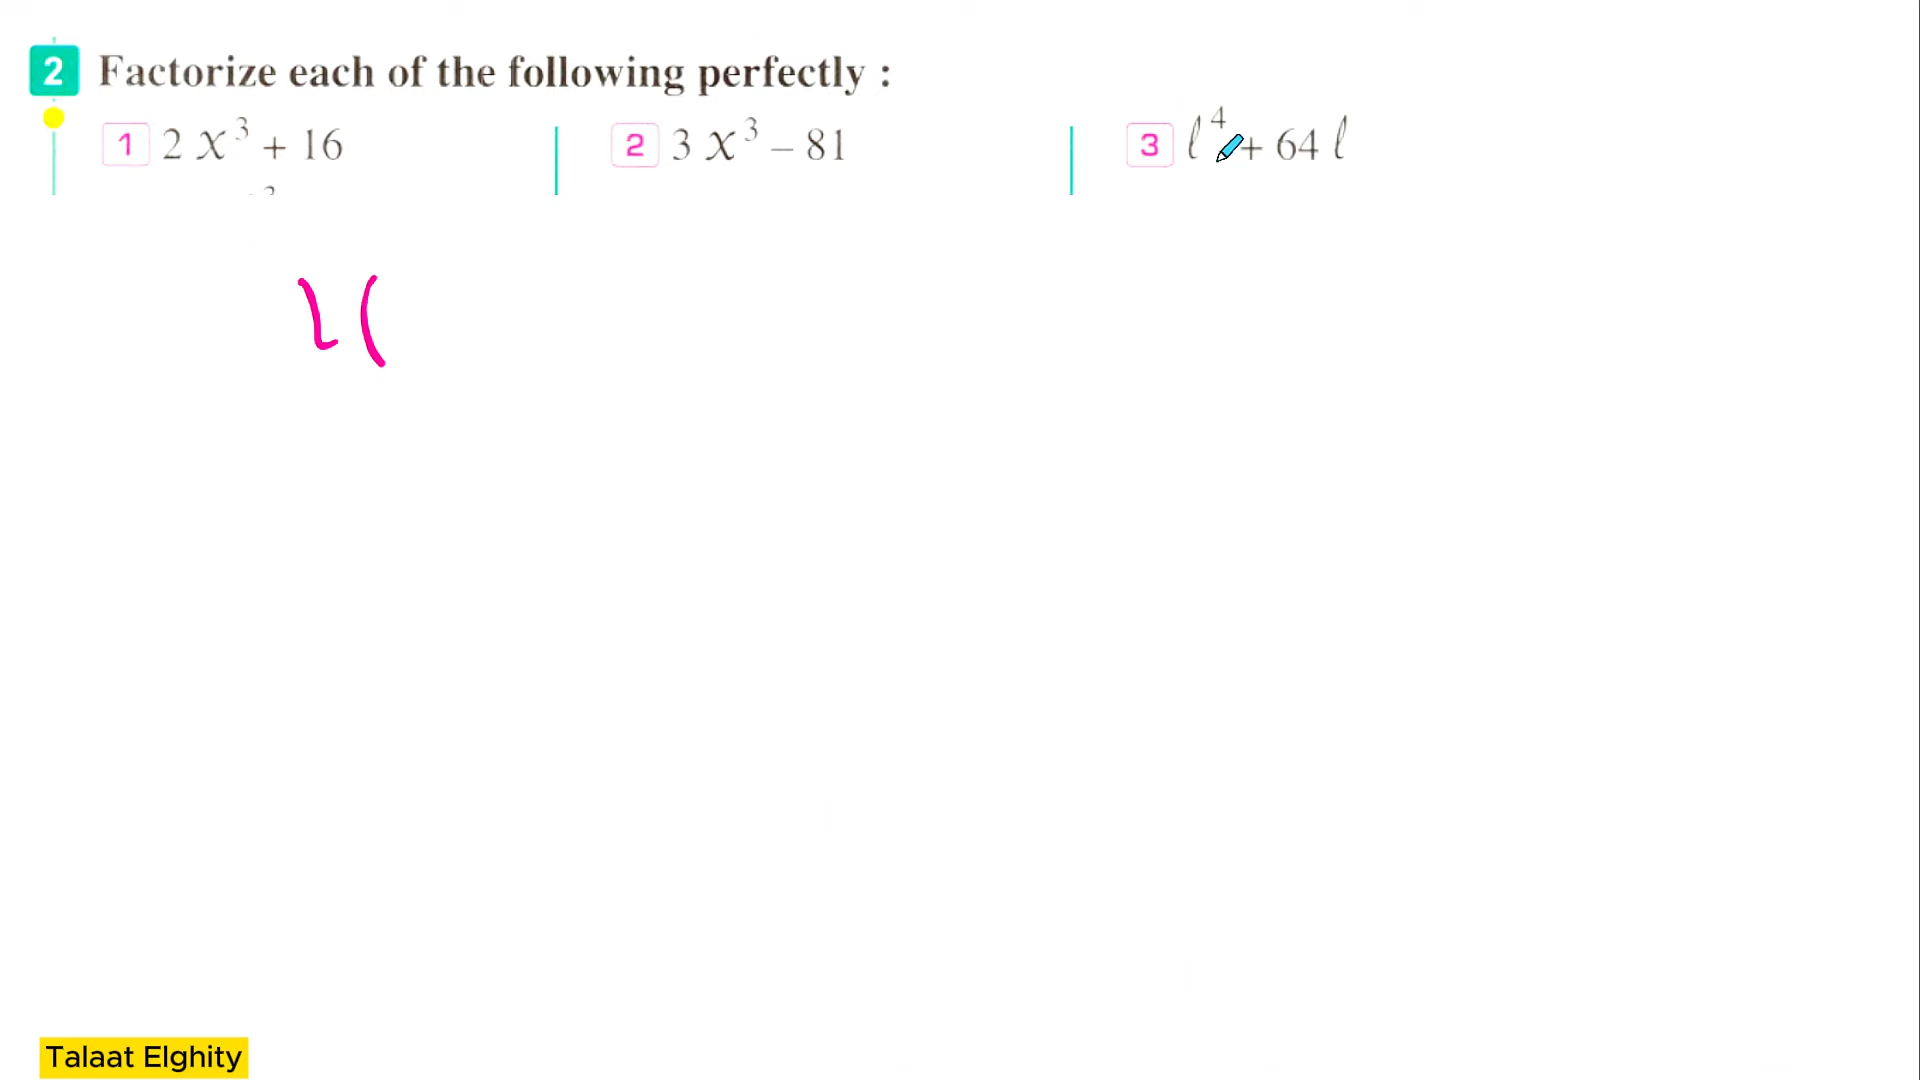 2 Factorize each of the following perfectly :
1 2 x³ + 16 2 3 x³ – 81 3 ℓ⁴ + 64 ℓ
ℓ (
Talaat Elghity